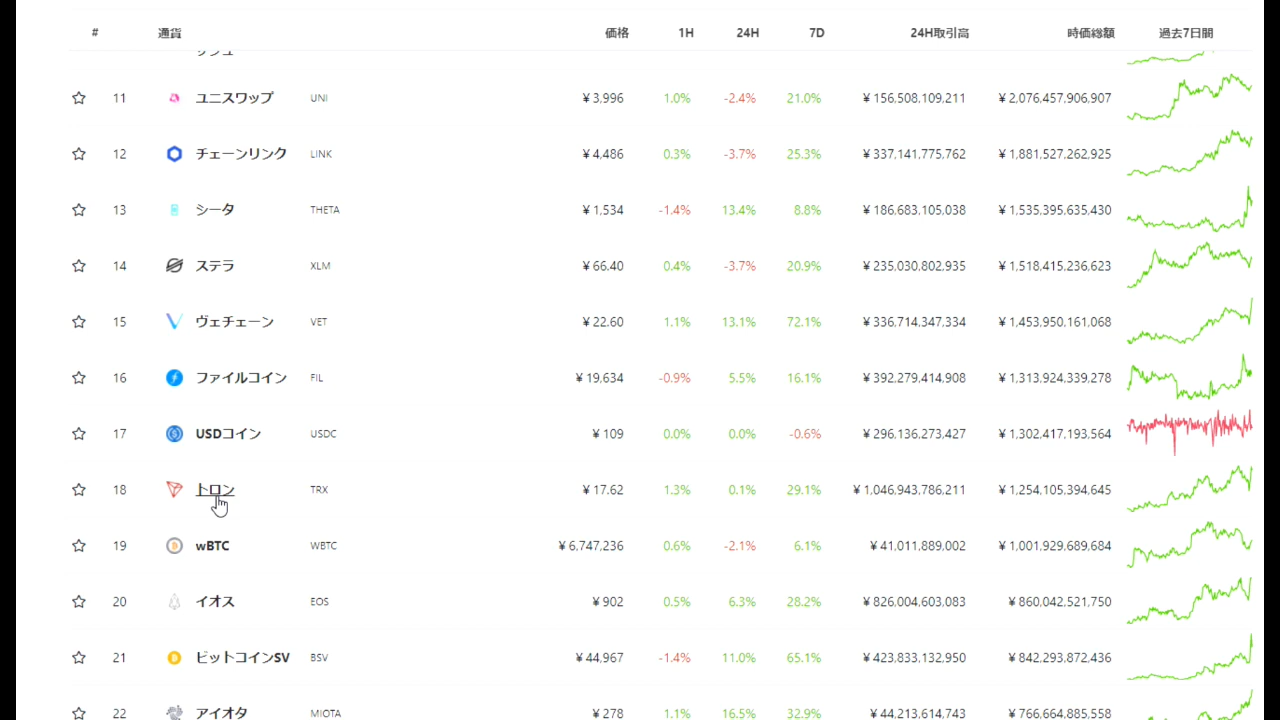 # 通貨 価格 1H 24H 7D 24H取引高 時価総額 過去7日間
11 ユニスワップ UNI ¥3,996 1.0% -2.4% 21.0% ¥156,508,109,211 ¥2,076,457,906,907
12 チェーンリンク LINK ¥4,486 0.3% -3.7% 25.3% ¥337,141,775,762 ¥1,881,527,262,925
13 シータ THETA ¥1,534 -1.4% 13.4% 8.8% ¥186,683,105,038 ¥1,535,395,635,430
14 ステラ XLM ¥66.40 0.4% -3.7% 20.9% ¥235,030,802,935 ¥1,518,415,236,623
15 ヴェチェーン VET ¥22.60 1.1% 13.1% 72.1% ¥336,714,347,334 ¥1,453,950,161,068
16 ファイルコイン FIL ¥19,634 -0.9% 5.5% 16.1% ¥392,279,414,908 ¥1,313,924,339,278
17 USDコイン USDC ¥109 0.0% 0.0% -0.6% ¥296,136,273,427 ¥1,302,417,193,564
18 トロン TRX ¥17.62 1.3% 0.1% 29.1% ¥1,046,943,786,211 ¥1,254,105,394,645
19 wBTC WBTC ¥6,747,236 0.6% -2.1% 6.1% ¥41,011,889,002 ¥1,001,929,689,684
20 イオス EOS ¥902 0.5% 6.3% 28.2% ¥826,004,603,083 ¥860,042,521,750
21 ビットコインSV BSV ¥44,967 -1.4% 11.0% 65.1% ¥423,833,132,950 ¥842,293,872,436
22 アイオタ MIOTA ¥278 1.1% 16.5% 32.9% ¥44,213,614,743 ¥766,664,885,558